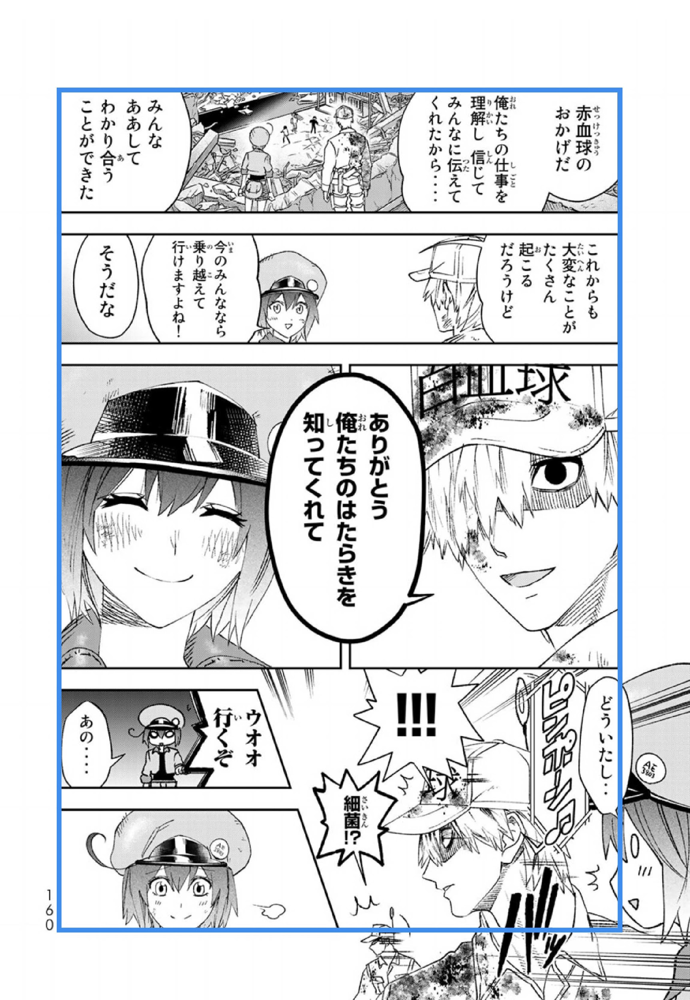 赤血球の
おかげだ
俺たちの仕事を
理解し 信じて
みんなに伝えて
くれたから‥‥
みんな
ああして
わかり合う
ことができた
これからも
大変なことが
たくさん
起こる
だろうけど
今のみんななら
乗り越えて
行けますよね!
そうだな
白血球
ありがとう
俺たちのはたらきを
知ってくれて
どういたし‥
AE
3803
ピンポーン♫
!!!
球
細菌!?
ウオオ
行くぞ
あの‥‥
AE
3803
160